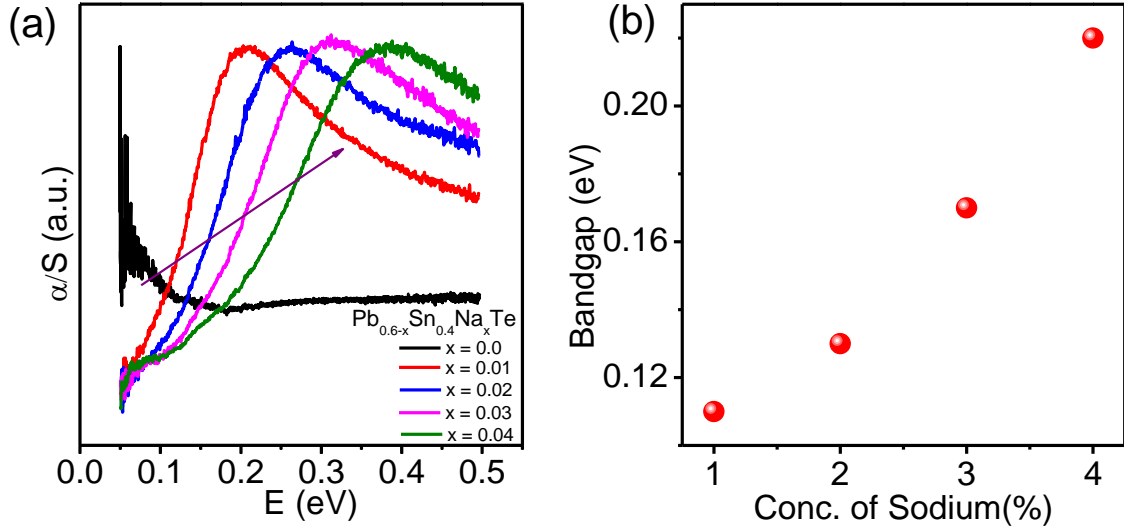 (a)
α/S (a.u.)
Pb0.6-xSn0.4NaxTe
x = 0.0
x = 0.01
x = 0.02
x = 0.03
x = 0.04
0.0 0.1 0.2 0.3 0.4 0.5
E (eV)
(b)
Bandgap (eV)
0.20
0.16
0.12
1 2 3 4
Conc. of Sodium(%)